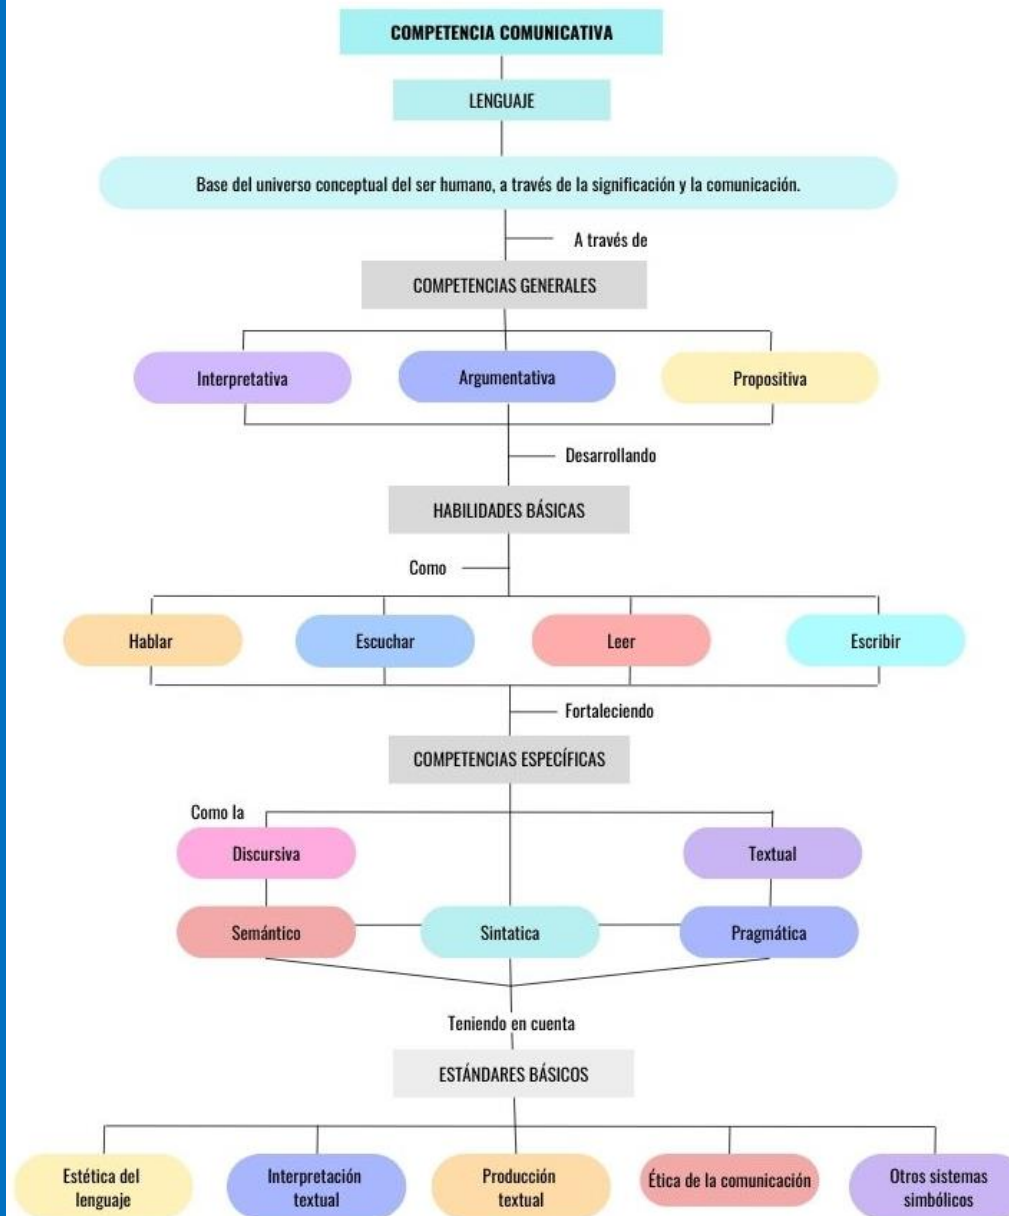 COMPETENCIA COMUNICATIVA
LENGUAJE
Base del universo conceptual del ser humano, a través de la significación y la comunicación.
A través de
COMPETENCIAS GENERALES
Interpretativa
Argumentativa
Propositiva
Desarrollando
HABILIDADES BÁSICAS
Como
Hablar
Escuchar
Leer
Escribir
Fortaleciendo
COMPETENCIAS ESPECÍFICAS
Como la
Discursiva
Textual
Semántico
Sintatica
Pragmática
Teniendo en cuenta
ESTÁNDARES BÁSICOS
Estética del
lenguaje
Interpretación
textual
Producción
textual
Ética de la comunicación
Otros sistemas
simbólicos